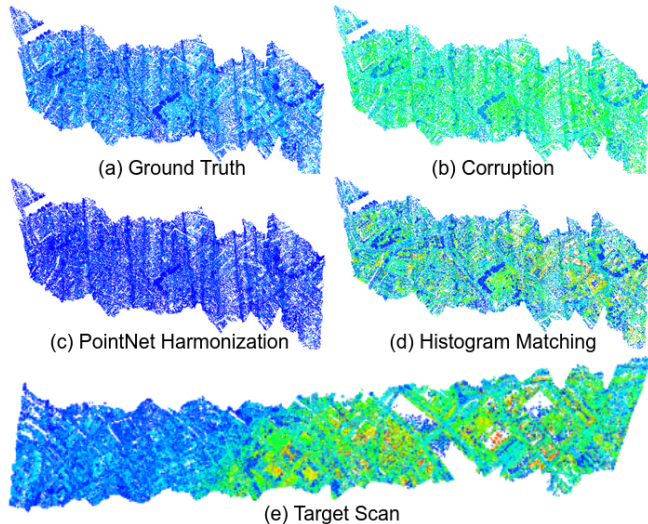 (a) Ground Truth
(b) Corruption
(c) PointNet Harmonization
(d) Histogram Matching
(e) Target Scan